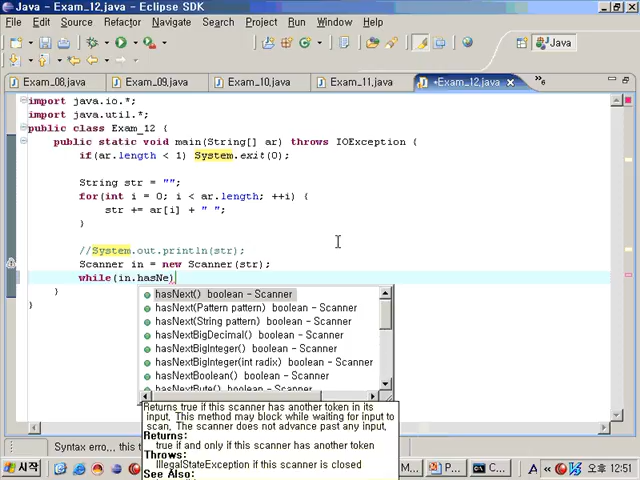 Java - Exam_12.java - Eclipse SDK
File Edit Source Refactor Navigate Search Project Run Window Help
Java
Exam_08.java Exam_09.java Exam_10.java Exam_11.java *Exam_12.java »6
import java.io.*;
import java.util.*;
public class Exam_12 {
public static void main(String[] ar) throws IOException {
if(ar.length < 1) System.exit(0);
String str = "";
for(int i = 0; i < ar.length; ++i) {
str += ar[i] + " ";
}
//System.out.println(str);
Scanner in = new Scanner(str);
while(in.hasNe)
}
}
hasNext() boolean - Scanner
hasNext(Pattern pattern) boolean - Scanner
hasNext(String pattern) boolean - Scanner
hasNextBigDecimal() boolean - Scanner
hasNextBigInteger() boolean - Scanner
hasNextBigInteger(int radix) boolean - Scanner
hasNextBoolean() boolean - Scanner
hasNextByte() boolean - Scanner
Returns true if this scanner has another token in its
input. This method may block while waiting for input to
scan. The scanner does not advance past any input.
Returns:
true if and only if this scanner has another token
Throws:
IllegalStateException if this scanner is closed
See Also:
Syntax erro..., this to
시작 M... P... C... A 오후 12:51